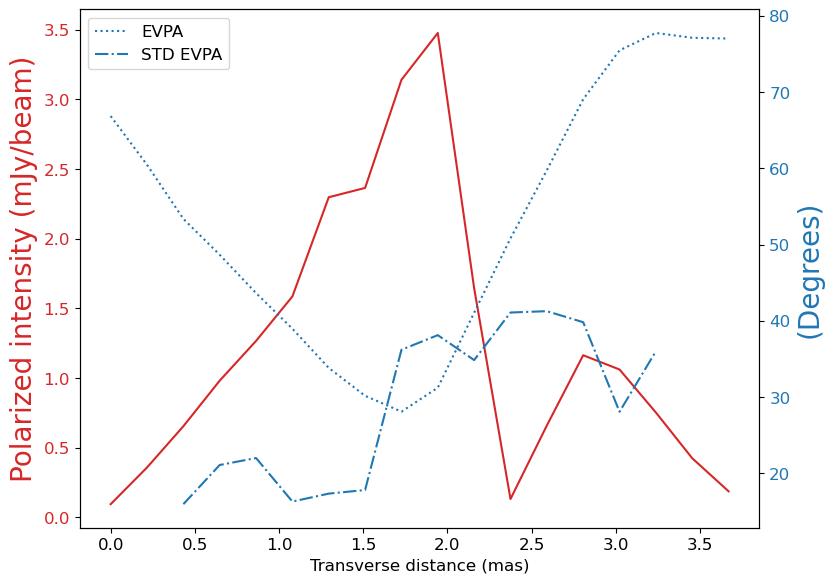 EVPA
STD EVPA
Polarized intensity (mJy/beam)
3.5
3.0
2.5
2.0
1.5
1.0
0.5
0.0
80
70
60
50
40
30
20
(Degrees)
0.0 0.5 1.0 1.5 2.0 2.5 3.0 3.5
Transverse distance (mas)